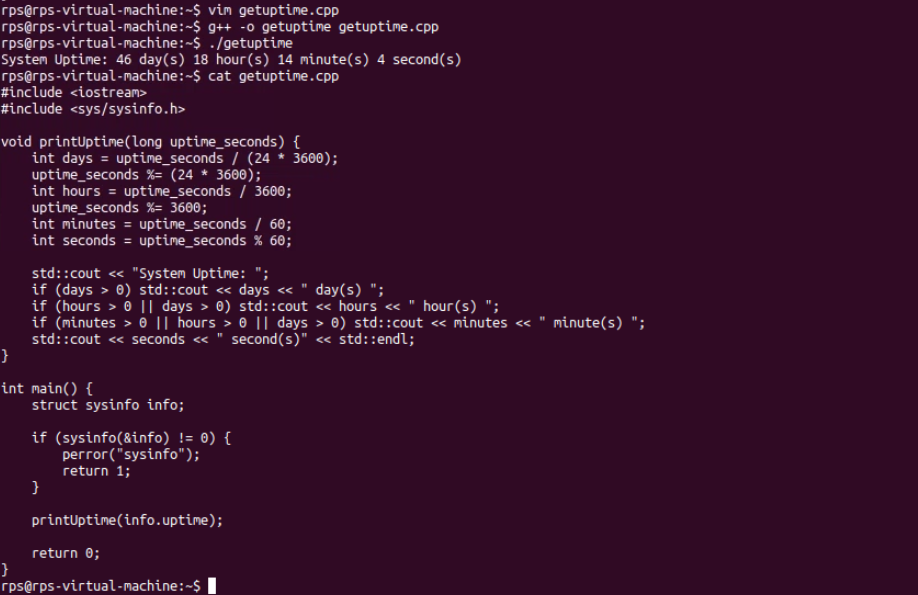 rps@rps-virtual-machine:~$ vim getuptime.cpp
rps@rps-virtual-machine:~$ g++ -o getuptime getuptime.cpp
rps@rps-virtual-machine:~$ ./getuptime
System Uptime: 46 day(s) 18 hour(s) 14 minute(s) 4 second(s)
rps@rps-virtual-machine:~$ cat getuptime.cpp
#include <iostream>
#include <sys/sysinfo.h>

void printUptime(long uptime_seconds) {
    int days = uptime_seconds / (24 * 3600);
    uptime_seconds %= (24 * 3600);
    int hours = uptime_seconds / 3600;
    uptime_seconds %= 3600;
    int minutes = uptime_seconds / 60;
    int seconds = uptime_seconds % 60;

    std::cout << "System Uptime: ";
    if (days > 0) std::cout << days << " day(s) ";
    if (hours > 0 || days > 0) std::cout << hours << " hour(s) ";
    if (minutes > 0 || hours > 0 || days > 0) std::cout << minutes << " minute(s) ";
    std::cout << seconds << " second(s)" << std::endl;
}

int main() {
    struct sysinfo info;

    if (sysinfo(&info) != 0) {
        perror("sysinfo");
        return 1;
    }

    printUptime(info.uptime);

    return 0;
}
rps@rps-virtual-machine:~$